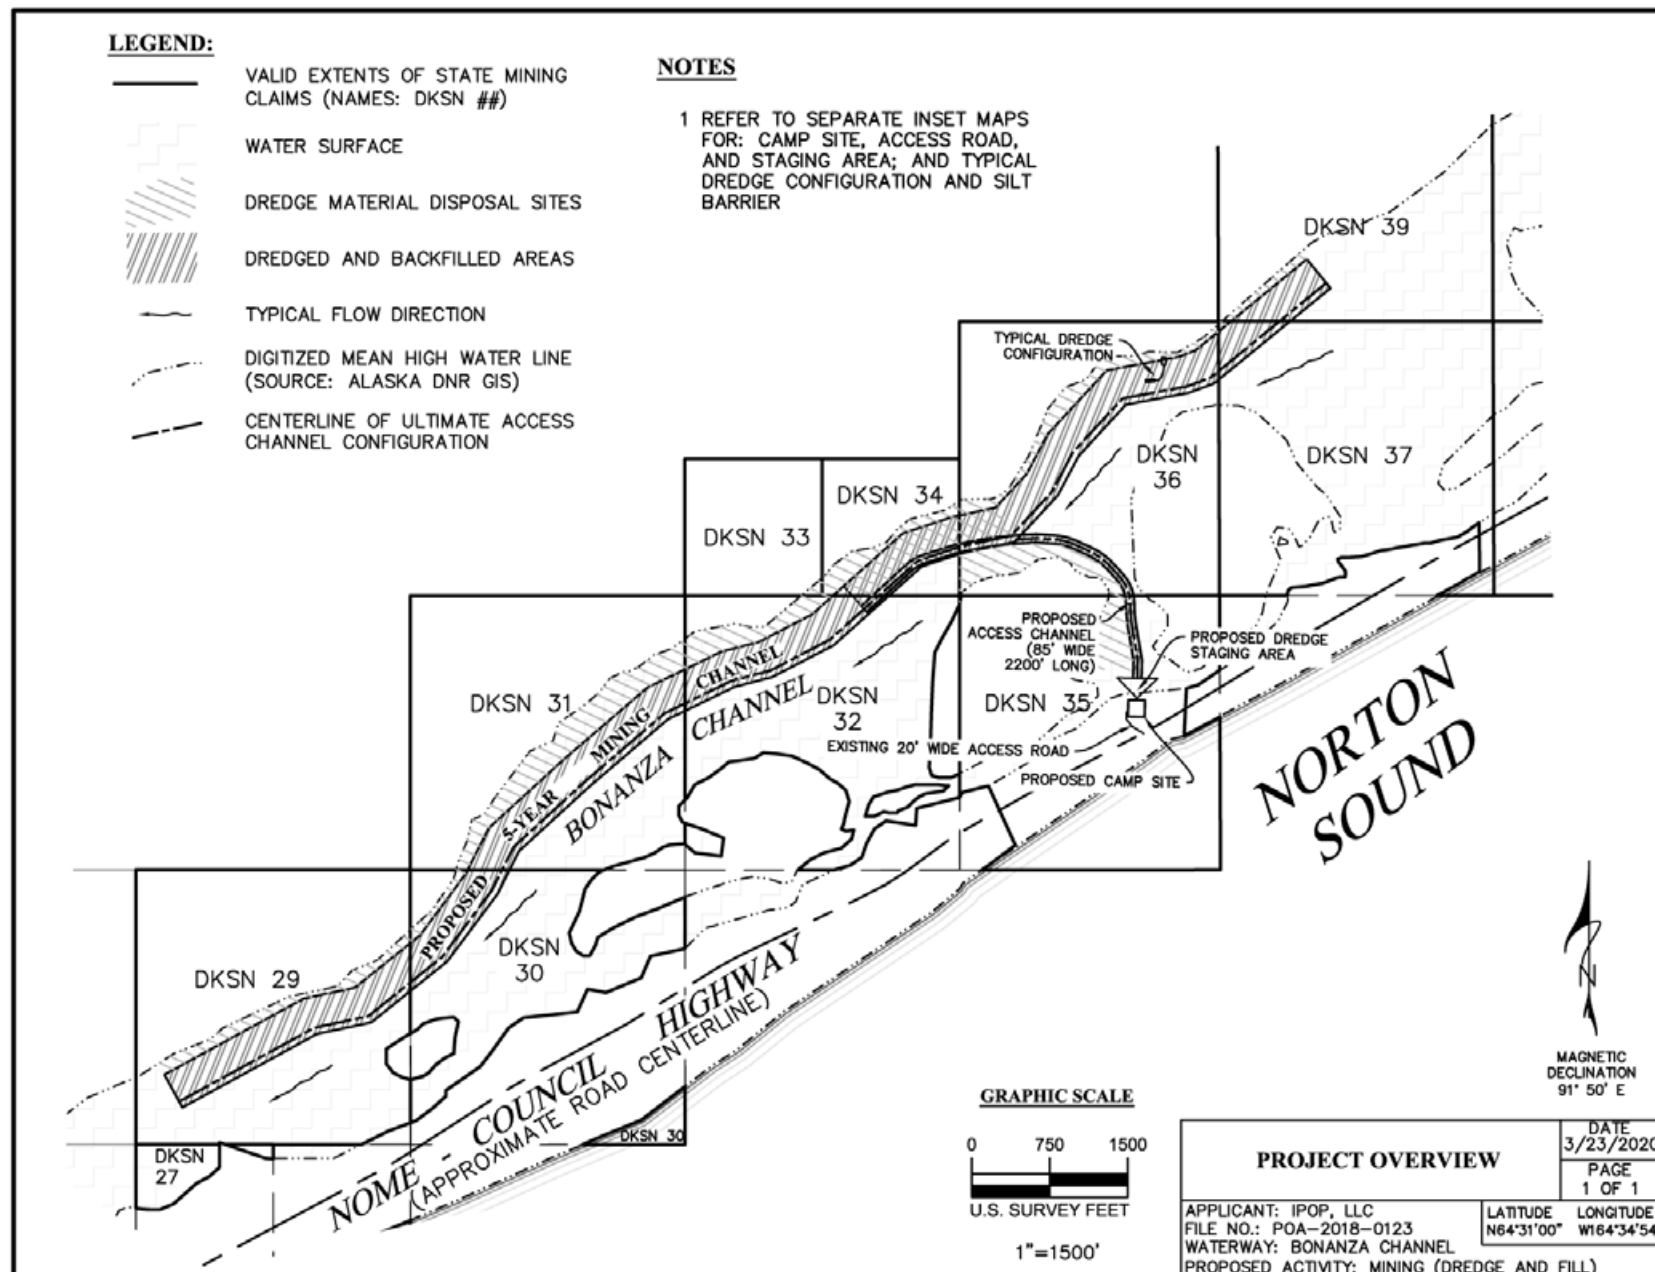 LEGEND:
VALID EXTENTS OF STATE MINING
CLAIMS (NAMES: DKSN ##)
WATER SURFACE
DREDGE MATERIAL DISPOSAL SITES
DREDGED AND BACKFILLED AREAS
TYPICAL FLOW DIRECTION
DIGITIZED MEAN HIGH WATER LINE
(SOURCE: ALASKA DNR GIS)
CENTERLINE OF ULTIMATE ACCESS
CHANNEL CONFIGURATION
NOTES
1 REFER TO SEPARATE INSET MAPS
FOR: CAMP SITE, ACCESS ROAD,
AND STAGING AREA; AND TYPICAL
DREDGE CONFIGURATION AND SILT
BARRIER
DKSN 39
TYPICAL DREDGE
CONFIGURATION
DKSN
36
DKSN 37
DKSN 34
DKSN 33
PROPOSED
ACCESS CHANNEL
(85' WIDE
2200' LONG)
PROPOSED DREDGE
STAGING AREA
DKSN 31
DKSN
32
DKSN 35
EXISTING 20' WIDE ACCESS ROAD
PROPOSED CAMP SITE
PROPOSED 5-YEAR MINING CHANNEL
BONANZA CHANNEL
NORTON
SOUND
DKSN 29
DKSN
30
NOME COUNCIL HIGHWAY
(APPROXIMATE ROAD CENTERLINE)
DKSN 30
DKSN
27
N
MAGNETIC
DECLINATION
91° 50' E
GRAPHIC SCALE
0 750 1500
U.S. SURVEY FEET
1"=1500'
PROJECT OVERVIEW
DATE
3/23/2020
PAGE
1 OF 1
APPLICANT: IPOP, LLC
FILE NO.: POA-2018-0123
WATERWAY: BONANZA CHANNEL
PROPOSED ACTIVITY: MINING (DREDGE AND FILL)
LATITUDE
N64°31'00"
LONGITUDE
W164°34'54